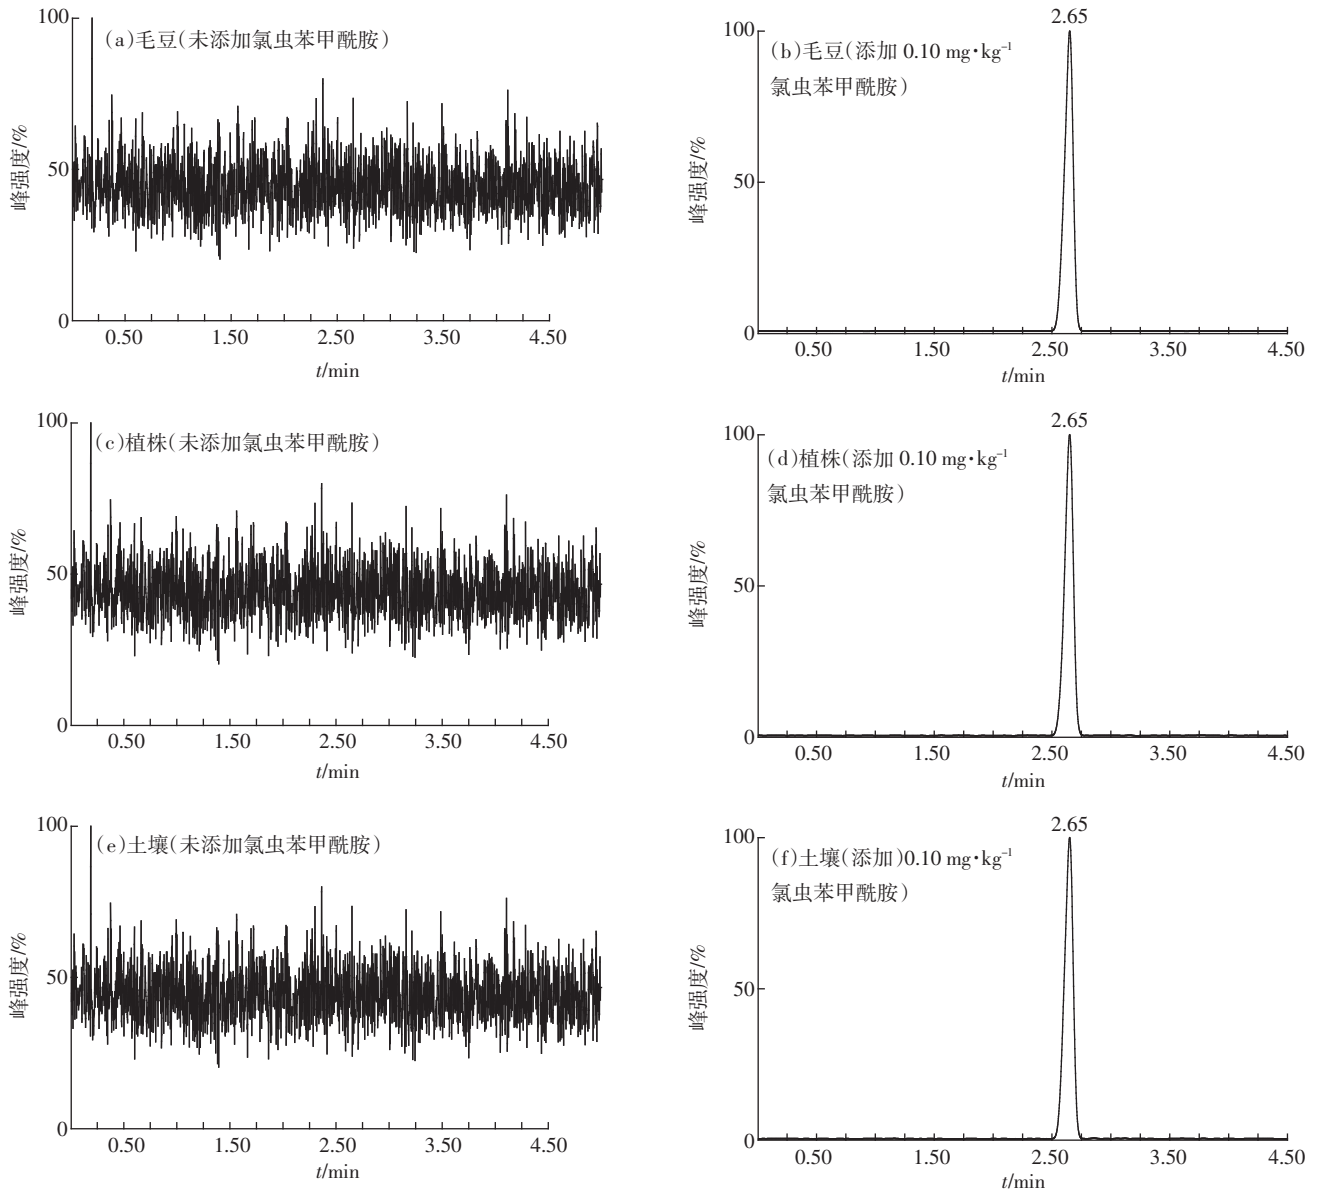 100
(a)毛豆(未添加氯虫苯甲酰胺)
峰强度/%
50
0
0.50 1.50 2.50 3.50 4.50
t/min
2.65
100
(b)毛豆(添加 0.10 mg·kg⁻¹
氯虫苯甲酰胺)
峰强度/%
50
0
0.50 1.50 2.50 3.50 4.50
t/min
100
(c)植株(未添加氯虫苯甲酰胺)
峰强度/%
50
0
0.50 1.50 2.50 3.50 4.50
t/min
2.65
100
(d)植株(添加 0.10 mg·kg⁻¹
氯虫苯甲酰胺)
峰强度/%
50
0
0.50 1.50 2.50 3.50 4.50
t/min
100
(e)土壤(未添加氯虫苯甲酰胺)
峰强度/%
50
0
0.50 1.50 2.50 3.50 4.50
t/min
2.65
100
(f)土壤(添加)0.10 mg·kg⁻¹
氯虫苯甲酰胺)
峰强度/%
50
0
0.50 1.50 2.50 3.50 4.50
t/min